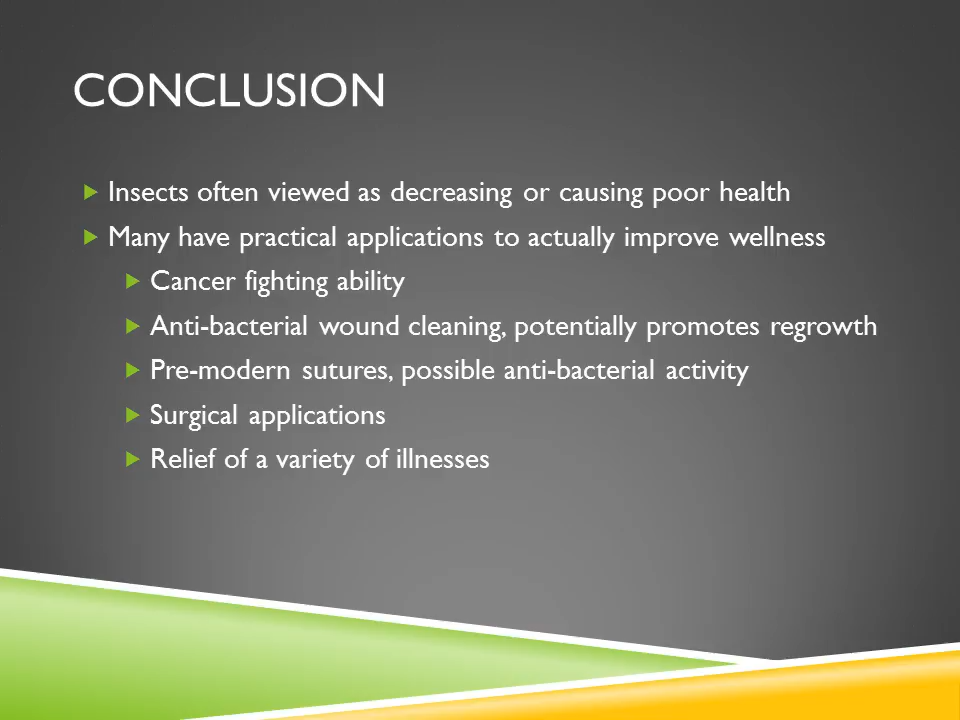 CONCLUSION
Insects often viewed as decreasing or causing poor health
Many have practical applications to actually improve wellness
Cancer fighting ability
Anti-bacterial wound cleaning, potentially promotes regrowth
Pre-modern sutures, possible anti-bacterial activity
Surgical applications
Relief of a variety of illnesses